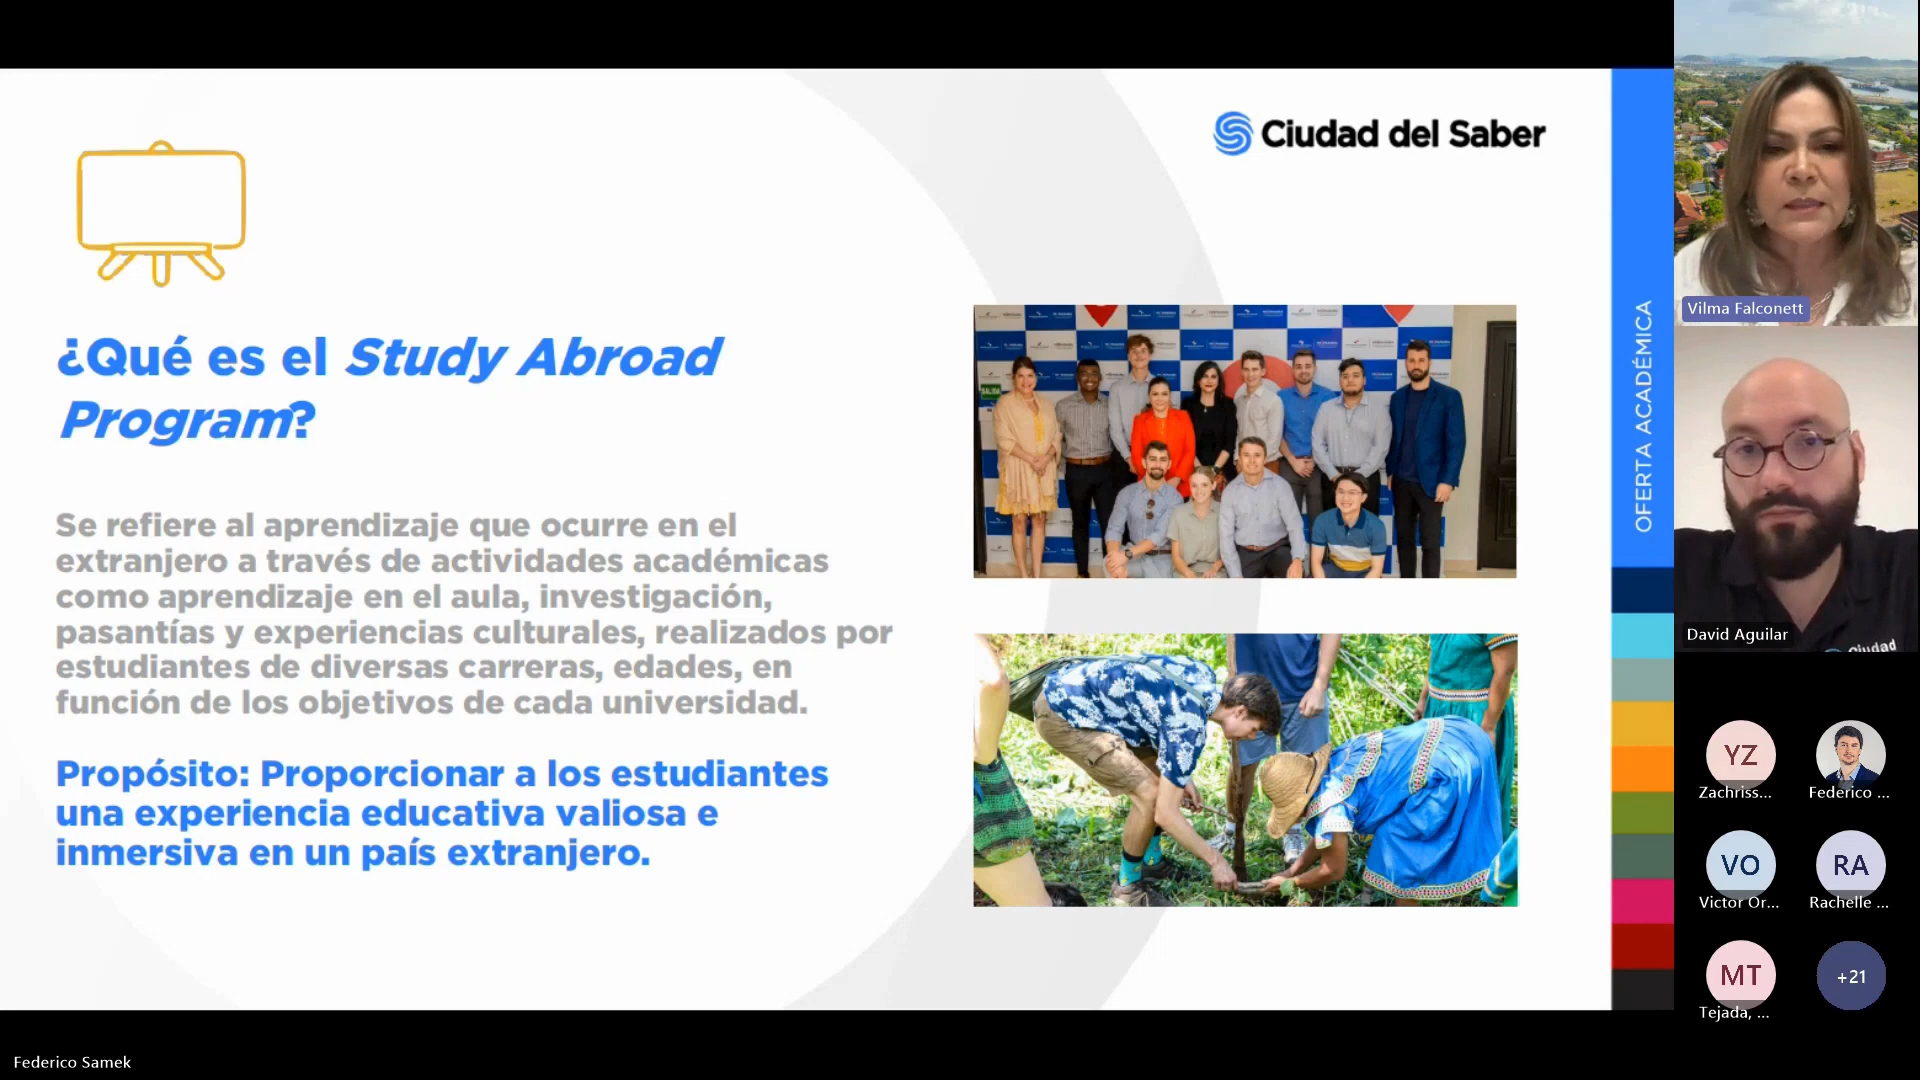 Ciudad del Saber
¿Qué es el Study Abroad
Program?
Se refiere al aprendizaje que ocurre en el
extranjero a través de actividades académicas
como aprendizaje en el aula, investigación,
pasantías y experiencias culturales, realizados por
estudiantes de diversas carreras, edades, en
función de los objetivos de cada universidad.
Propósito: Proporcionar a los estudiantes
una experiencia educativa valiosa e
inmersiva en un país extranjero.
SALIDA
OFERTA ACADÉMICA
Vilma Falconett
Ciudad
David Aguilar
YZ
Zachriss...
Federico ...
VO
Victor Or...
RA
Rachelle ...
MT
Tejada, ...
+21
Federico Samek